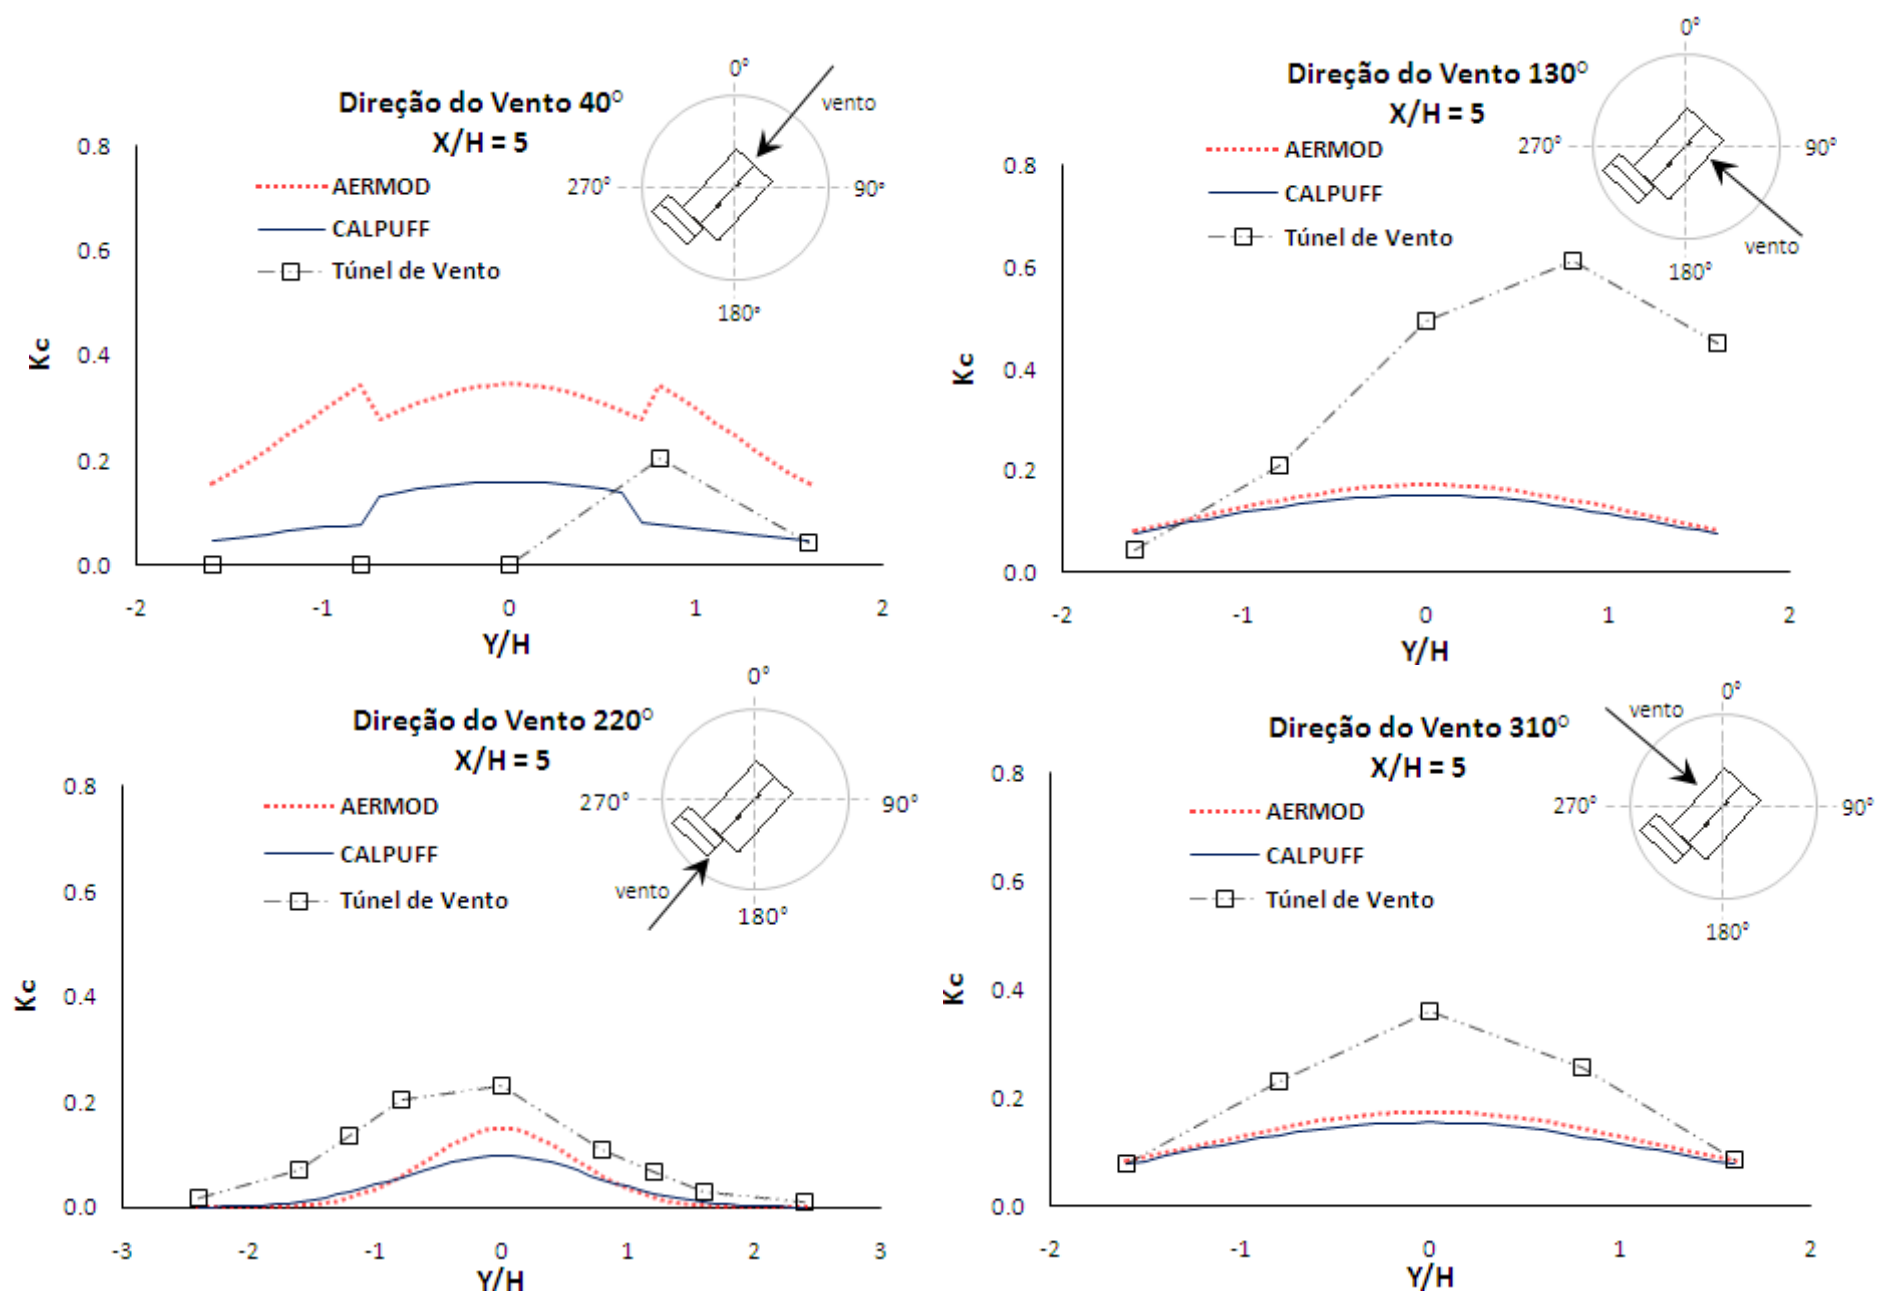 Direção do Vento 40°
X/H = 5
0°
vento
270°
90°
180°
AERMOD
CALPUFF
Túnel de Vento
Kc
0.8
0.6
0.4
0.2
0.0
-2
-1
0
1
2
Y/H
Direção do Vento 130°
X/H = 5
0°
270°
90°
vento
180°
AERMOD
CALPUFF
Túnel de Vento
Kc
0.8
0.6
0.4
0.2
0.0
-2
-1
0
1
2
Y/H
Direção do Vento 220°
X/H = 5
0°
270°
90°
vento
180°
AERMOD
CALPUFF
Túnel de Vento
Kc
0.8
0.6
0.4
0.2
0.0
-3
-2
-1
0
1
2
3
Y/H
Direção do Vento 310°
X/H = 5
0°
vento
270°
90°
180°
AERMOD
CALPUFF
Túnel de Vento
Kc
0.8
0.6
0.4
0.2
0.0
-2
-1
0
1
2
Y/H